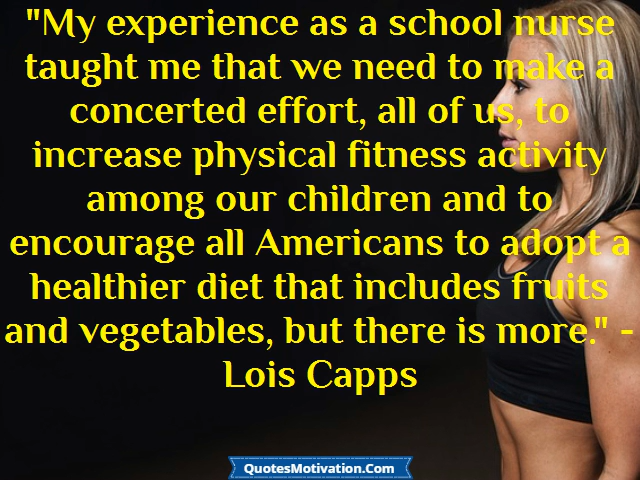 "My experience as a school nurse
taught me that we need to make a
concerted effort, all of us, to
increase physical fitness activity
among our children and to
encourage all Americans to adopt a
healthier diet that includes fruits
and vegetables, but there is more." -
Lois Capps
QuotesMotivation.Com